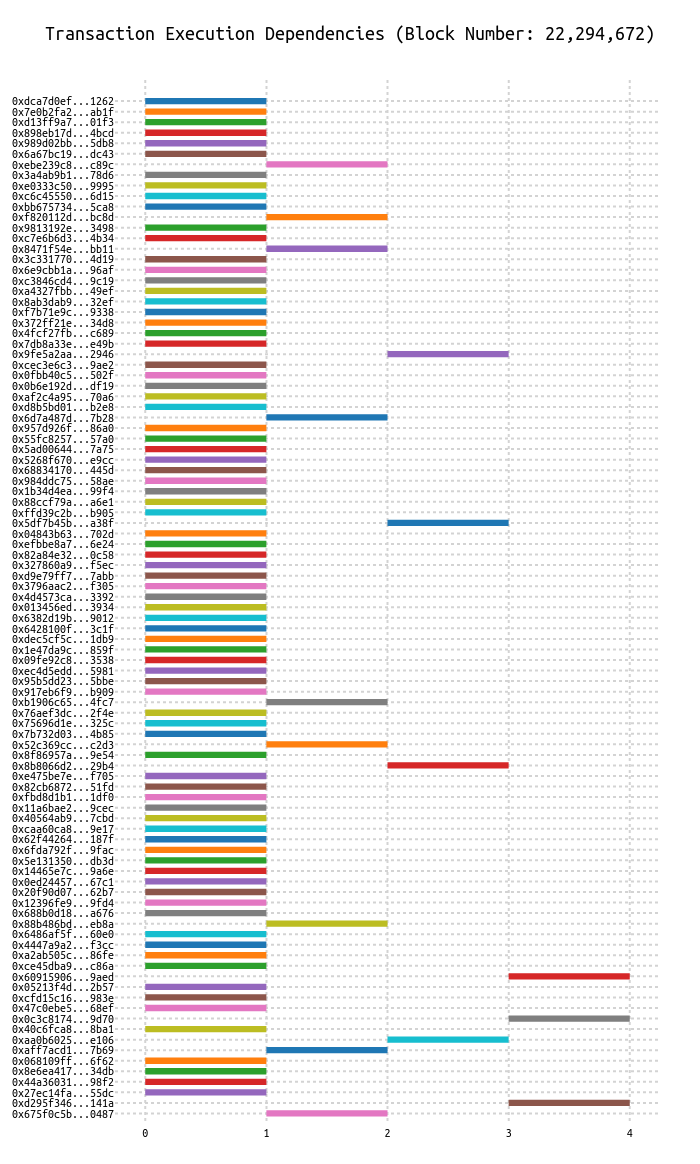 Transaction Execution Dependencies (Block Number: 22,294,672)
0xdca7d0ef...1262
0x7e0b2fa2...ab1f
0xd13ff9a7...01f3
0x898eb17d...4bcd
0x989d02bb...5db8
0x6a67bc19...dc43
0xebe239c8...c89c
0x3a4ab9b1...78d6
0xe0333c50...9995
0xc6c45550...6d15
0xbb675734...5ca8
0xf820112d...bc8d
0x9813192e...3498
0xc7e6b6d3...4b34
0x8471f54e...bb11
0x3c331770...4d19
0x6e9cbb1a...96af
0xc3846cd4...9c19
0xa4327fbb...49ef
0x8ab3dab9...32ef
0xf7b71e9c...9338
0x372ff21e...34d8
0x4fcf27fb...c689
0x7db8a33e...e49b
0x9fe5a2aa...2946
0xcec3e6c3...9ae2
0x0fbb40c5...502f
0x0b6e192d...df19
0xaf2c4a95...70a6
0xd8b5bd01...b2e8
0x6d7a487d...7b28
0x957d926f...86a0
0x55fc8257...57a0
0x5ad00644...7a75
0x5268f670...e9cc
0x68834170...445d
0x984ddc75...58ae
0x1b34d4ea...99f4
0x88ccf79a...a6e1
0xffd39c2b...b905
0x5df7b45b...a38f
0x04843b63...702d
0xefbbe8a7...6e24
0x82a84e32...0c58
0x327860a9...f5ec
0xd9e79ff7...7abb
0x3796aac2...f305
0x4d4573ca...3392
0x013456ed...3934
0x6382d19b...9012
0x6428100f...3c1f
0xdec5cf5c...1db9
0x1e47da9c...859f
0x09fe92c8...3538
0xec4d5edd...5981
0x95b5dd23...5bbe
0x917eb6f9...b909
0xb1906c65...4fc7
0x76aef3dc...2f4e
0x75696d1e...325c
0x7b732d03...4b85
0x52c369cc...c2d3
0x8f86957a...9e54
0x8b8066d2...29b4
0xe475be7e...f705
0x82cb6872...51fd
0xfbd8d1b1...1df0
0x11a6bae2...9cec
0x40564ab9...7cbd
0xcaa60ca8...9e17
0x62f44264...187f
0x6fda792f...9fac
0x5e131350...db3d
0x14465e7c...9a6e
0x0ed24457...67c1
0x20f90d07...62b7
0x12396fe9...9fd4
0x688b0d18...a676
0x88b486bd...eb8a
0x6486af5f...60e0
0x4447a9a2...f3cc
0xa2ab505c...86fe
0xce45dba9...c86a
0x60915906...9aed
0x05213f4d...2b57
0xcfd15c16...983e
0x47c0ebe5...68ef
0x0c3c8174...9d70
0x40c6fca8...8ba1
0xaa0b6025...e106
0xaff7acd1...7b69
0x068109ff...6f62
0x8e6ea417...34db
0x44a36031...98f2
0x27ec14fa...55dc
0xd295f346...141a
0x675f0c5b...0487
0 1 2 3 4